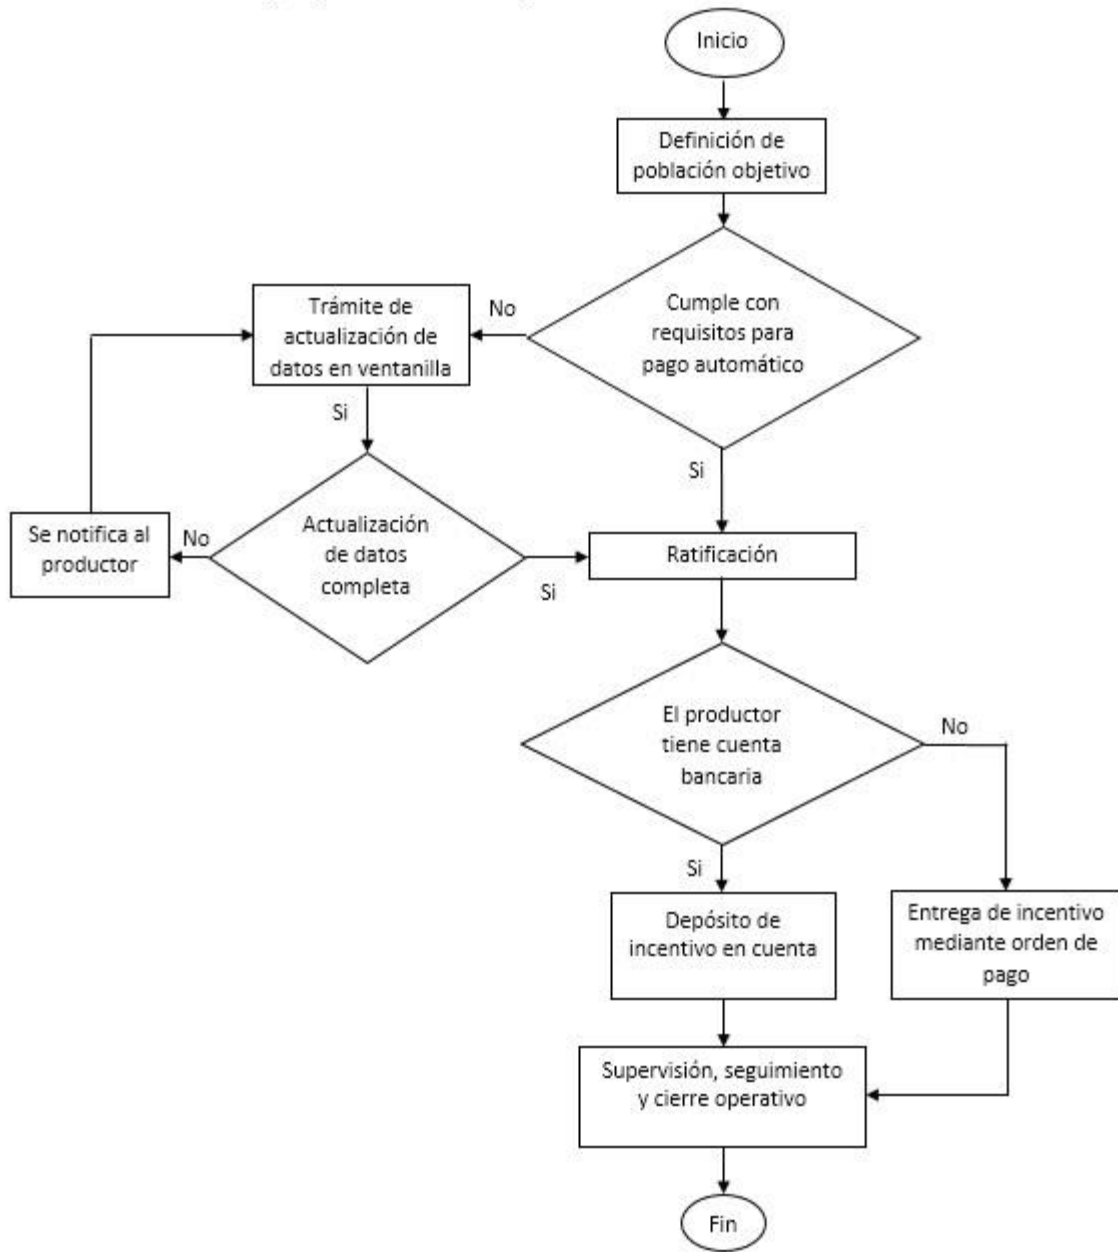 Inicio
Definición de
población objetivo
Cumple con
requisitos para
pago automático
No
Trámite de
actualización de
datos en ventanilla
Si
Si
Actualización
de datos
completa
No
Se notifica al
productor
Si
Ratificación
El productor
tiene cuenta
bancaria
No
Si
Depósito de
incentivo en cuenta
Entrega de incentivo
mediante orden de
pago
Supervisión, seguimiento
y cierre operativo
Fin